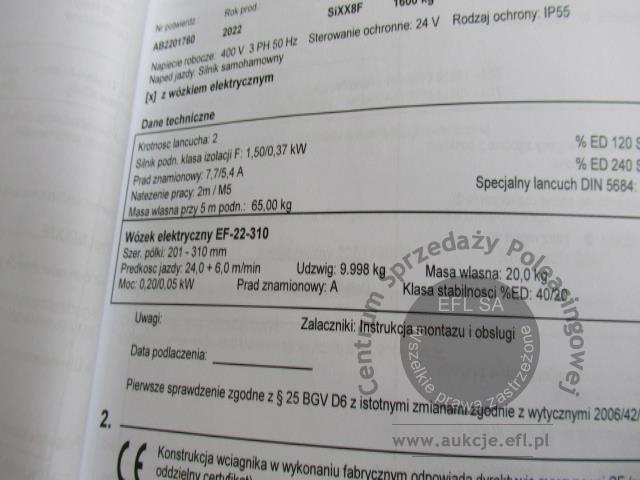 Nr potwierdz.: Rok prod.: SiXX8F 1600 kg
AB2201760 2022
Napiecie robocze: 400 V 3 PH 50 Hz Sterowanie ochronne: 24 V Rodzaj ochrony: IP55
Naped jazdy: Silnik samohamowny
[x] z wózkiem elektrycznym
Dane techniczne
Krotnosc lancucha: 2
Silnik podn. klasa izolacji F: 1,50/0,37 kW % ED 120 S
Prad znamionowy: 7,7/5,4 A % ED 240 S
Natezenie pracy: 2m / M5 Specjalny lancuch DIN 5684:
Masa wlasna przy 5 m podn.: 65,00 kg
Wózek elektryczny EF-22-310
Szer. pólki: 201 - 310 mm
Predkosc jazdy: 24,0 + 6,0 m/min Udzwig: 9.998 kg Masa wlasna: 20,0 kg
Moc: 0,20/0,05 kW Prad znamionowy: A Klasa stabilnosci %ED: 40/20
Uwagi: Zalaczniki: Instrukcja montazu i obslugi
Data podlaczenia:
Pierwsze sprawdzenie zgodne z § 25 BGV D6 z istotnymi zmianami zgodnie z wytycznymi 2006/42/
2.
CE Konstrukcja wciagnika w wykonaniu fabrycznym odpowiada
oddzielny certyfikat)
Centrum Sprzedaży Poleasingowej
EFL SA
wszelkie prawa zastrzeżone
www.aukcje.efl.pl